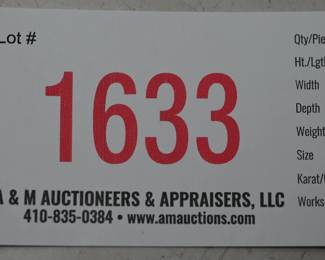 Lot #
1633
A & M AUCTIONEERS & APPRAISERS, LLC
410-835-0384 • www.amauctions.com
Qty/Pie
Ht./Lgt
Width
Depth
Weight
Size
Karat/
Works